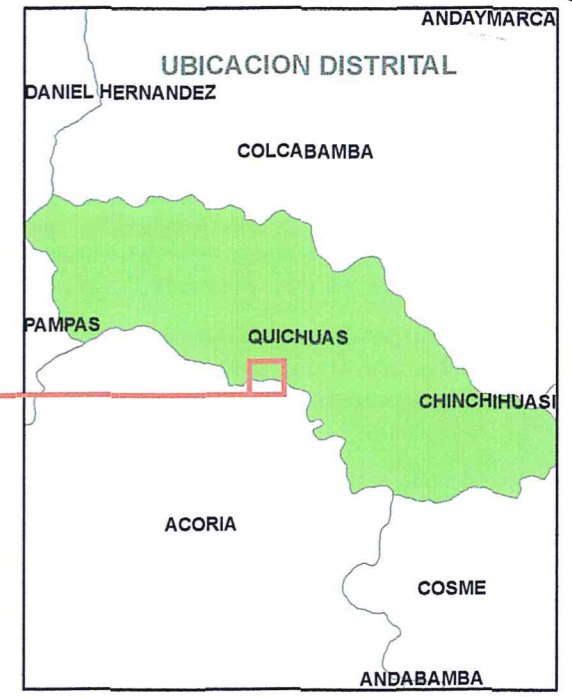 ANDAYMARCA
UBICACION DISTRITAL
DANIEL HERNANDEZ
COLCABAMBA
PAMPAS
QUICHUAS
CHINCHIHUASI
ACORIA
COSME
ANDABAMBA